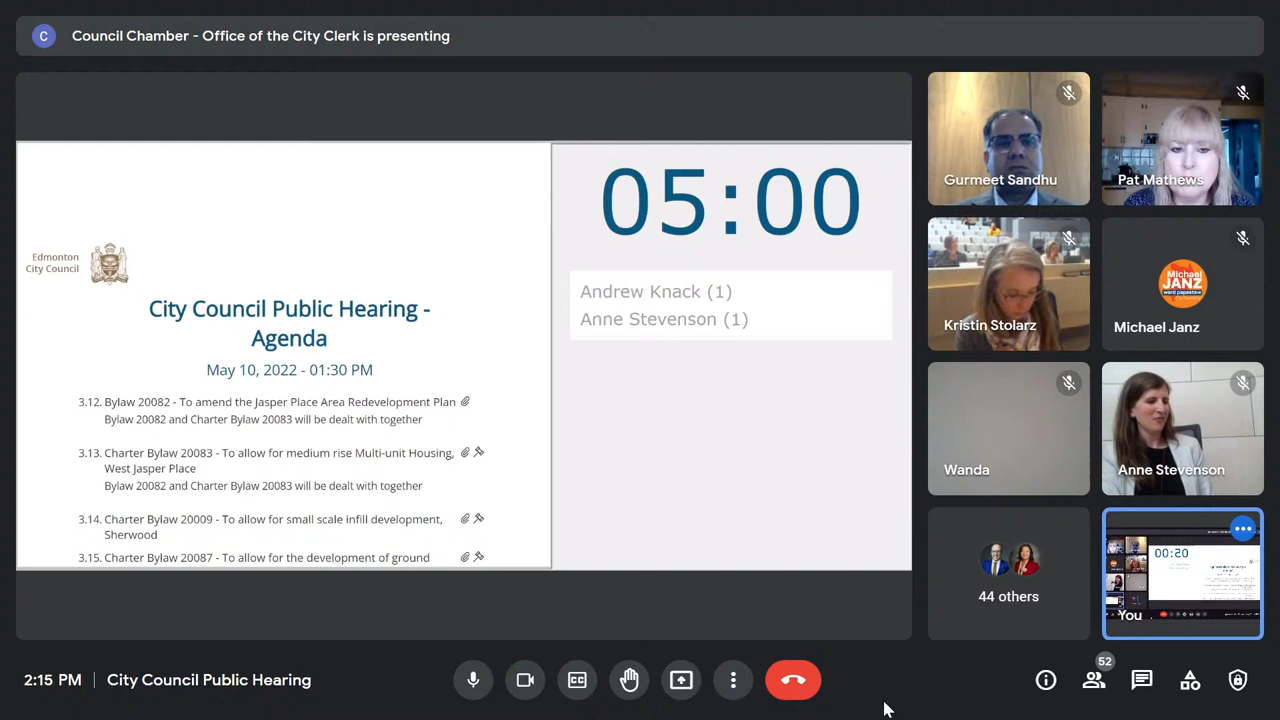 C
Council Chamber - Office of the City Clerk is presenting
Edmonton
City Council
City Council Public Hearing -
Agenda
May 10, 2022 - 01:30 PM
3.12. Bylaw 20082 - To amend the Jasper Place Area Redevelopment Plan
Bylaw 20082 and Charter Bylaw 20083 will be dealt with together
3.13. Charter Bylaw 20083 - To allow for medium rise Multi-unit Housing,
West Jasper Place
Bylaw 20082 and Charter Bylaw 20083 will be dealt with together
3.14. Charter Bylaw 20009 - To allow for small scale infill development,
Sherwood
3.15. Charter Bylaw 20087 - To allow for the development of ground
05:00
Andrew Knack (1)
Anne Stevenson (1)
Gurmeet Sandhu
Pat Mathews
Kristin Stolarz
Michael
JANZ
ward papastew
Michael Janz
Wanda
Anne Stevenson
44 others
00:50
You
2:15 PM
City Council Public Hearing
52